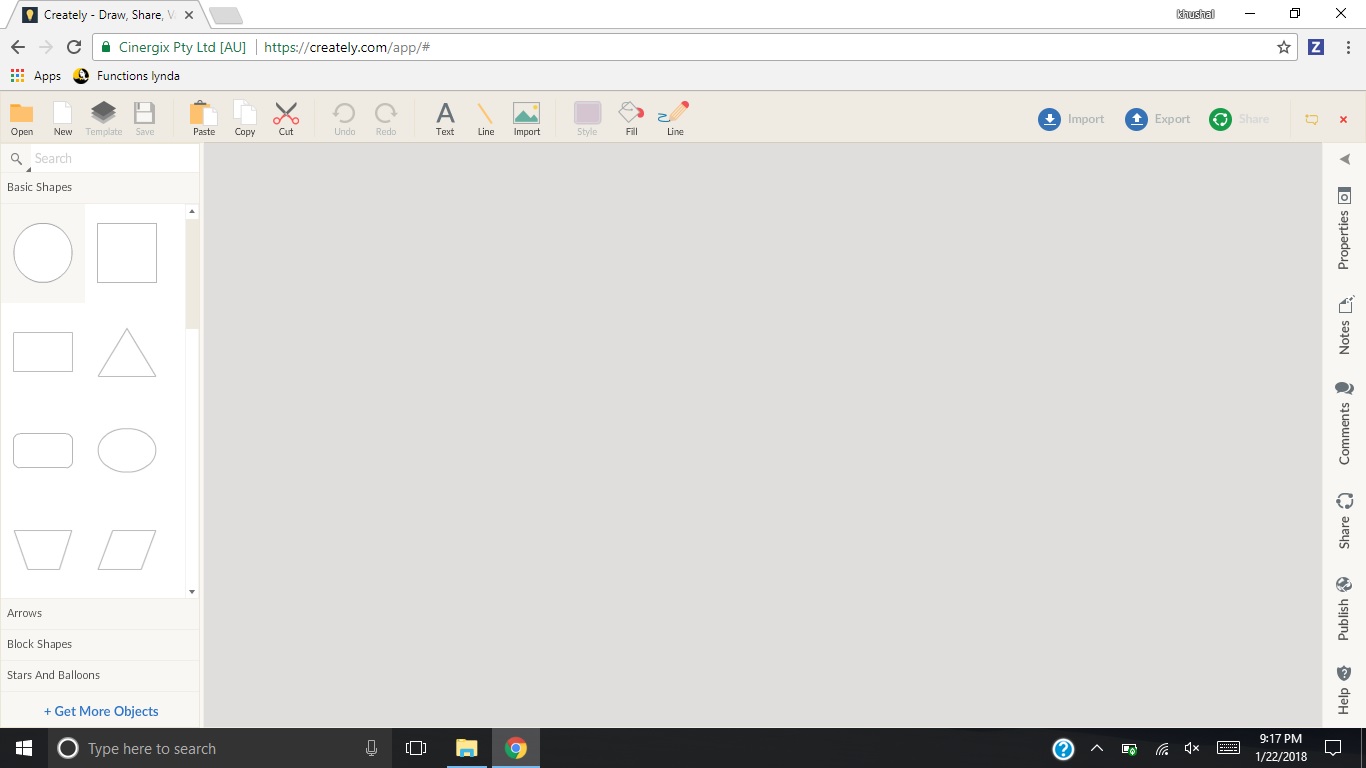 Creately - Draw, Share, V
khushal
Cinergix Pty Ltd [AU] https://creately.com/app/#
Z
Apps Functions lynda
Open New Template Save Paste Copy Cut Undo Redo Text Line Import Style Fill Line
Import Export Share
Search
Basic Shapes
Arrows
Block Shapes
Stars And Balloons
+ Get More Objects
Properties
Notes
Comments
Share
Publish
Help
Type here to search
9:17 PM
1/22/2018